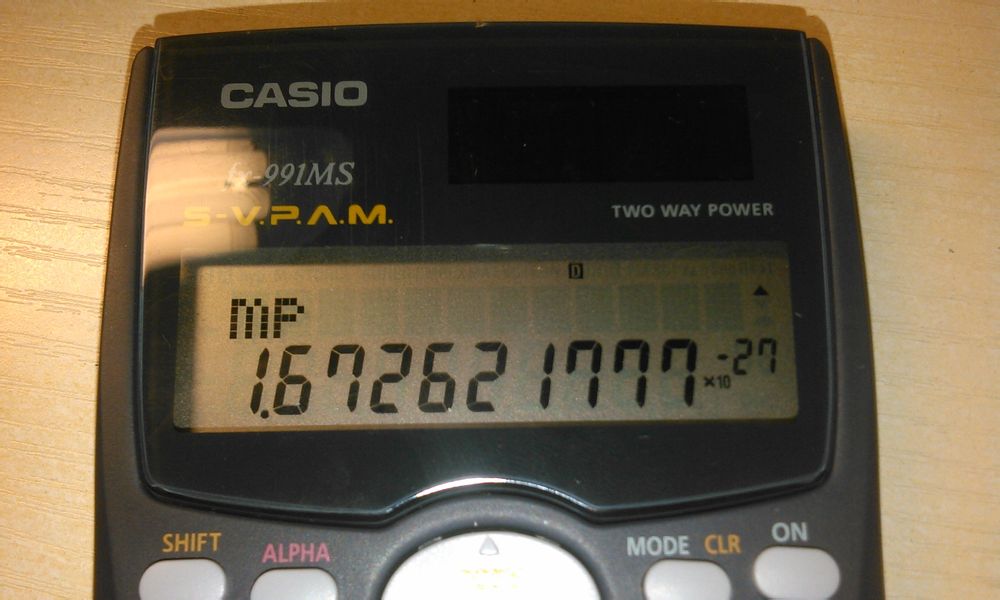 CASIO
fx-991MS
S-V.P.A.M.
TWO WAY POWER
D
mp
1.672621777 ×10 -27
SHIFT
ALPHA
MODE CLR
ON